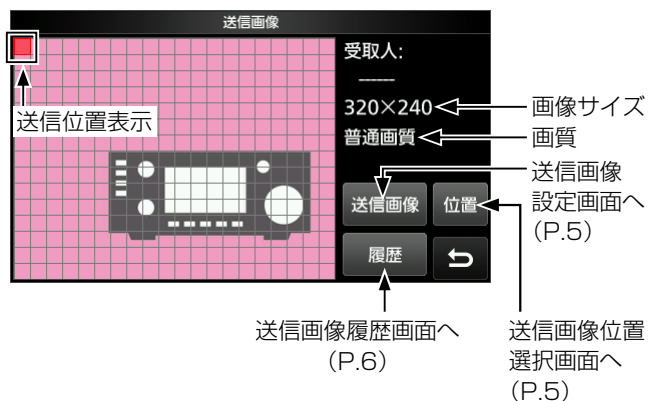 送信画像
受取人:
------
320×240
普通画質
送信画像
位置
履歴
送信位置表示
画像サイズ
画質
送信画像
設定画面へ
(P.5)
送信画像履歴画面へ
(P.6)
送信画像位置
選択画面へ
(P.5)